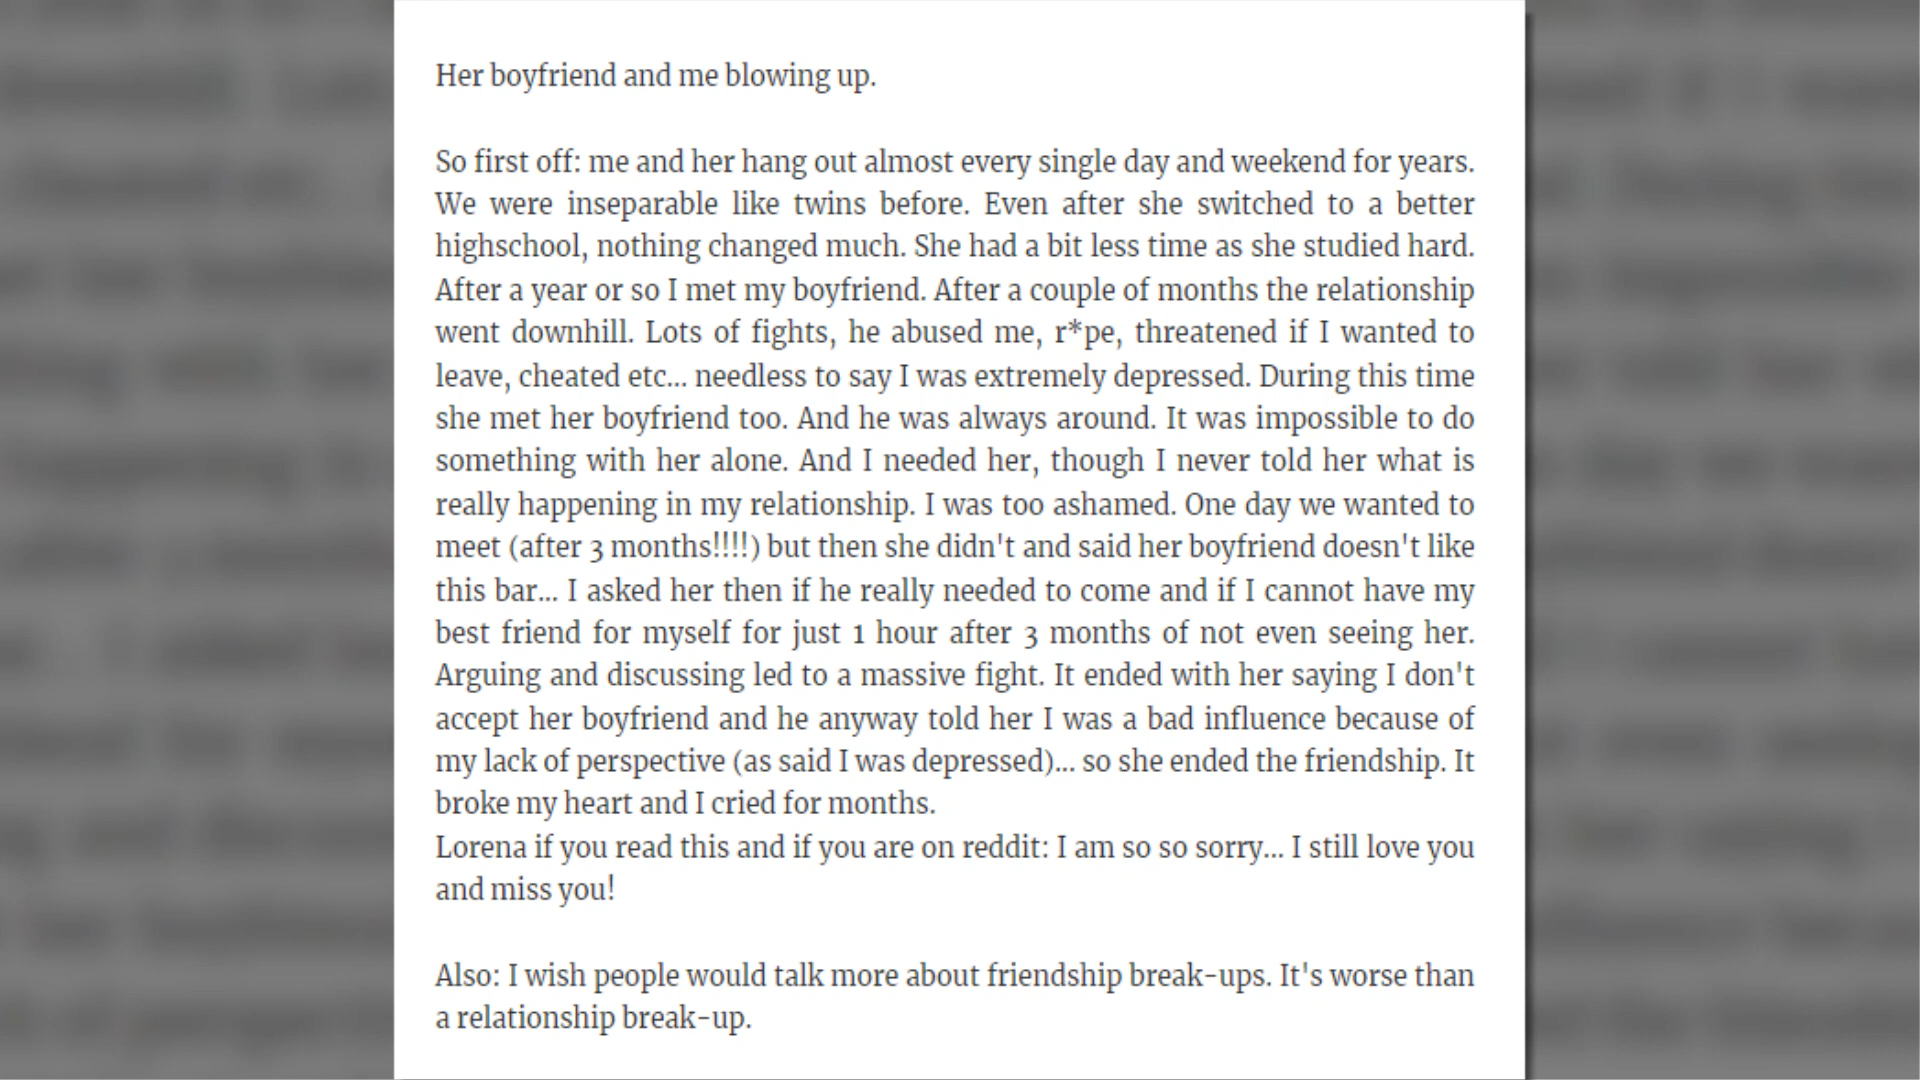 Her boyfriend and me blowing up.
So first off: me and her hang out almost every single day and weekend for years.
We were inseparable like twins before. Even after she switched to a better
highschool, nothing changed much. She had a bit less time as she studied hard.
After a year or so I met my boyfriend. After a couple of months the relationship
went downhill. Lots of fights, he abused me, r*pe, threatened if I wanted to
leave, cheated etc... needless to say I was extremely depressed. During this time
she met her boyfriend too. And he was always around. It was impossible to do
something with her alone. And I needed her, though I never told her what is
really happening in my relationship. I was too ashamed. One day we wanted to
meet (after 3 months!!!!) but then she didn't and said her boyfriend doesn't like
this bar... I asked her then if he really needed to come and if I cannot have my
best friend for myself for just 1 hour after 3 months of not even seeing her.
Arguing and discussing led to a massive fight. It ended with her saying I don't
accept her boyfriend and he anyway told her I was a bad influence because of
my lack of perspective (as said I was depressed)... so she ended the friendship. It
broke my heart and I cried for months.
Lorena if you read this and if you are on reddit: I am so so sorry... I still love you
and miss you!
Also: I wish people would talk more about friendship break-ups. It's worse than
a relationship break-up.